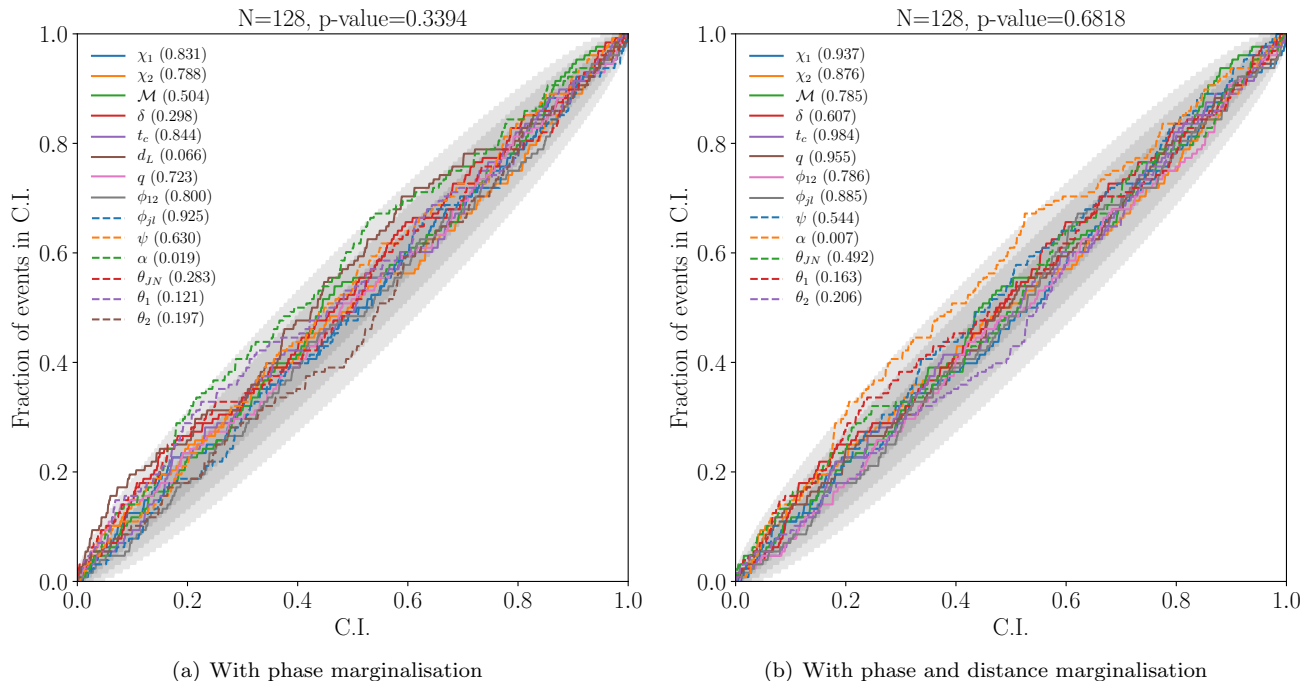 N=128, p-value=0.3394
1.0
0.8
0.6
0.4
0.2
0.0
Fraction of events in C.I.
χ₁ (0.831)
χ₂ (0.788)
ℳ (0.504)
δ (0.298)
t_c (0.844)
d_L (0.066)
q (0.723)
ϕ₁₂ (0.800)
ϕ_jl (0.925)
ψ (0.630)
α (0.019)
θ_JN (0.283)
θ₁ (0.121)
θ₂ (0.197)
0.0 0.2 0.4 0.6 0.8 1.0
C.I.
(a) With phase marginalisation
N=128, p-value=0.6818
1.0
0.8
0.6
0.4
0.2
0.0
Fraction of events in C.I.
χ₁ (0.937)
χ₂ (0.876)
ℳ (0.785)
δ (0.607)
t_c (0.984)
q (0.955)
ϕ₁₂ (0.786)
ϕ_jl (0.885)
ψ (0.544)
α (0.007)
θ_JN (0.492)
θ₁ (0.163)
θ₂ (0.206)
0.0 0.2 0.4 0.6 0.8 1.0
C.I.
(b) With phase and distance marginalisation